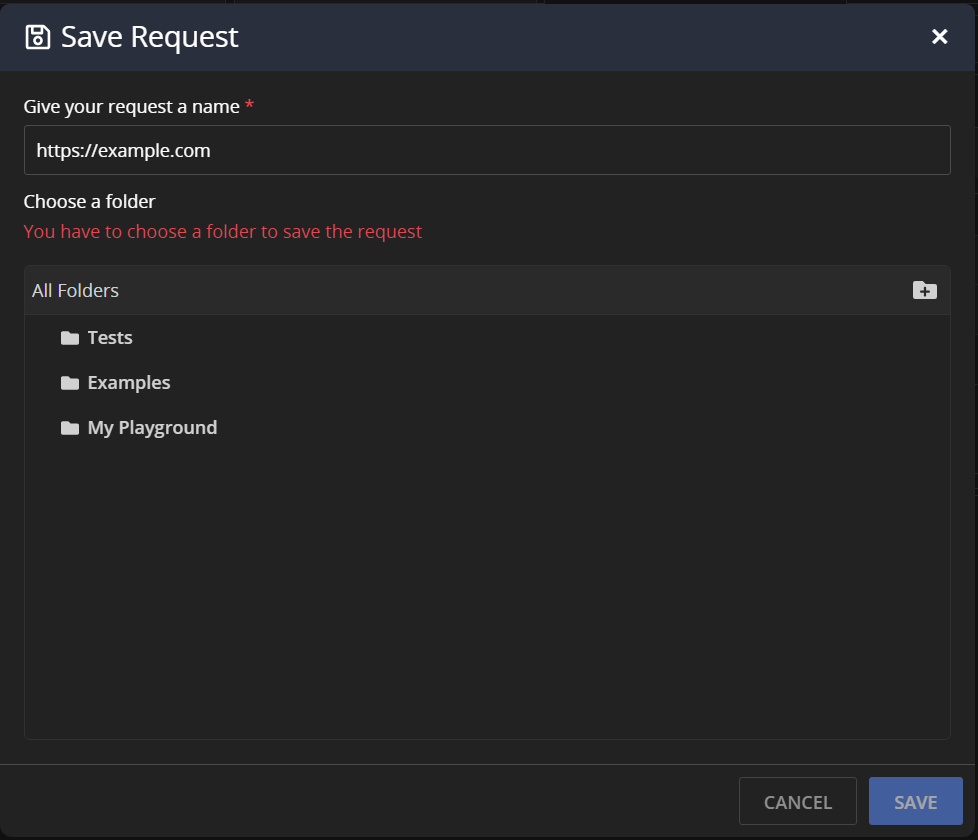 Save Request
Give your request a name *
https://example.com
Choose a folder
You have to choose a folder to save the request
All Folders
Tests
Examples
My Playground
CANCEL SAVE